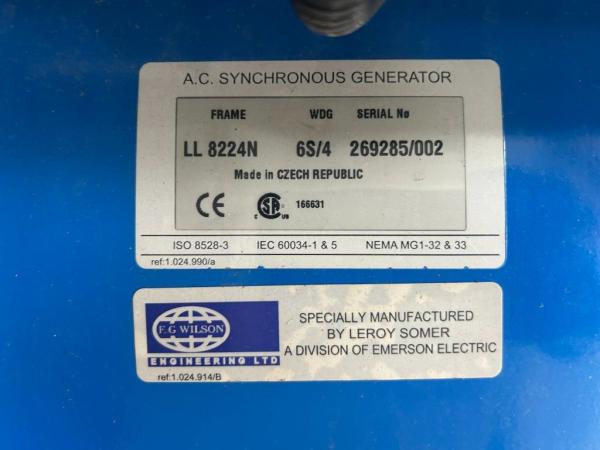 A.C. SYNCHRONOUS GENERATOR
FRAME WDG SERIAL No
LL 8224N 6S/4 269285/002
Made in CZECH REPUBLIC
CE C SA US 166631
ISO 8528-3 IEC 60034-1 & 5 NEMA MG1-32 & 33
ref:1.024.990/a
F.G WILSON
ENGINEERING LTD
SPECIALLY MANUFACTURED
BY LEROY SOMER
A DIVISION OF EMERSON ELECTRIC
ref:1.024.914/B